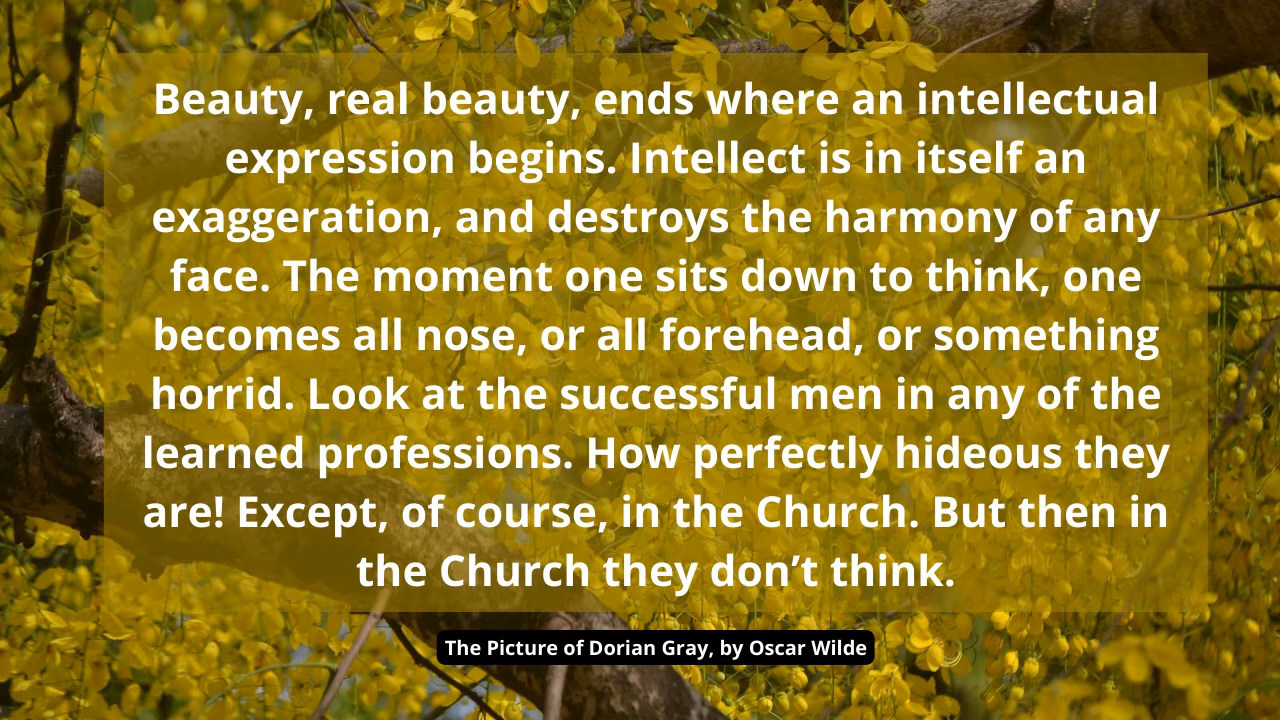 Beauty, real beauty, ends where an intellectual
expression begins. Intellect is in itself an
exaggeration, and destroys the harmony of any
face. The moment one sits down to think, one
becomes all nose, or all forehead, or something
horrid. Look at the successful men in any of the
learned professions. How perfectly hideous they
are! Except, of course, in the Church. But then in
the Church they don’t think.
The Picture of Dorian Gray, by Oscar Wilde